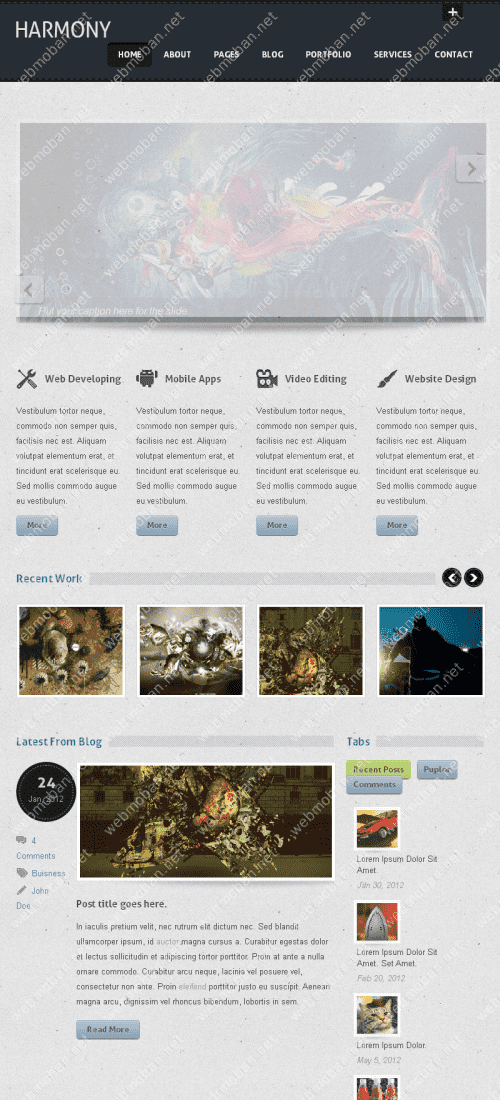 HARMONY
+
HOME ABOUT PAGES BLOG PORTFOLIO SERVICES CONTACT
Put your caption here for the slide
Web Developing
Vestibulum tortor neque,
commodo non semper quis,
facilisis nec est. Aliquam
volutpat elementum erat, et
tincidunt erat scelerisque eu.
Sed mollis commodo augue
eu vestibulum.
More
Mobile Apps
Vestibulum tortor neque,
commodo non semper quis,
facilisis nec est. Aliquam
volutpat elementum erat, et
tincidunt erat scelerisque eu.
Sed mollis commodo augue
eu vestibulum.
More
Video Editing
Vestibulum tortor neque,
commodo non semper quis,
facilisis nec est. Aliquam
volutpat elementum erat, et
tincidunt erat scelerisque eu.
Sed mollis commodo augue
eu vestibulum.
More
Website Design
Vestibulum tortor neque,
commodo non semper quis,
facilisis nec est. Aliquam
volutpat elementum erat, et
tincidunt erat scelerisque eu.
Sed mollis commodo augue
eu vestibulum.
More
Recent Work
Latest From Blog
24
Jan, 2012
4
Comments
Buisness
John
Doe
Post title goes here.
In iaculis pretium velit, nec rutrum elit dictum nec. Sed blandit
ullamcorper ipsum, id auctor magna cursus a. Curabitur egestas dolor
et lectus sollicitudin et adipiscing tortor porttitor. Proin at ante a nulla
ornare commodo. Curabitur arcu neque, lacinia vel posuere vel,
consectetur non ante. Proin eleifend porttitor justo eu suscipit. Aenean
magna arcu, dignissim vel rhoncus bibendum, lobortis in sem.
Read More
Tabs
Recent Posts
Comments
Lorem Ipsum Dolor Sit
Amet.
Jan 30, 2012
Lorem Ipsum Dolor Sit
Amet. Set Amet.
Feb 20, 2012
Lorem Ipsum Dolor.
May 5, 2012
webmoban.net